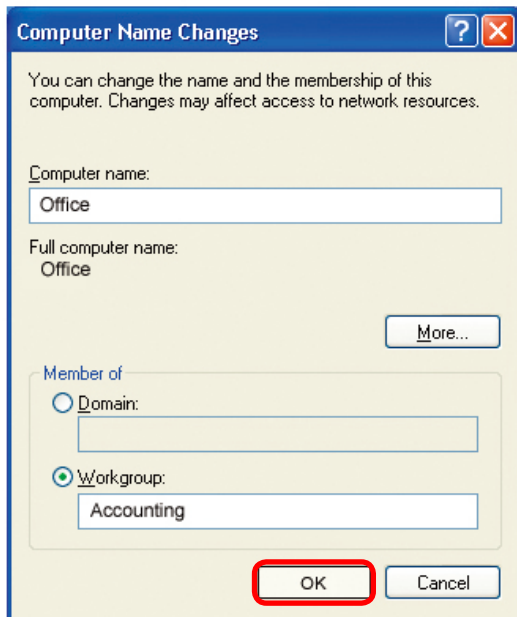 Computer Name Changes
You can change the name and the membership of this
computer. Changes may affect access to network resources.
Computer name:
Office
Full computer name:
Office
More...
Member of
Domain:
Workgroup:
Accounting
OK Cancel